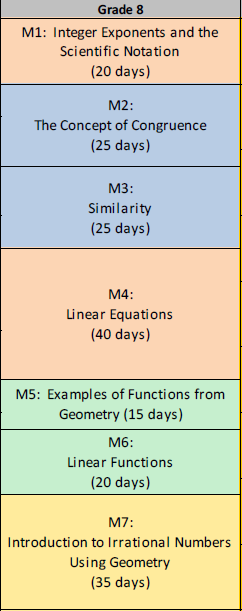 Grade 8
M1: Integer Exponents and the
Scientific Notation
(20 days)
M2:
The Concept of Congruence
(25 days)
M3:
Similarity
(25 days)
M4:
Linear Equations
(40 days)
M5: Examples of Functions from
Geometry (15 days)
M6:
Linear Functions
(20 days)
M7:
Introduction to Irrational Numbers
Using Geometry
(35 days)